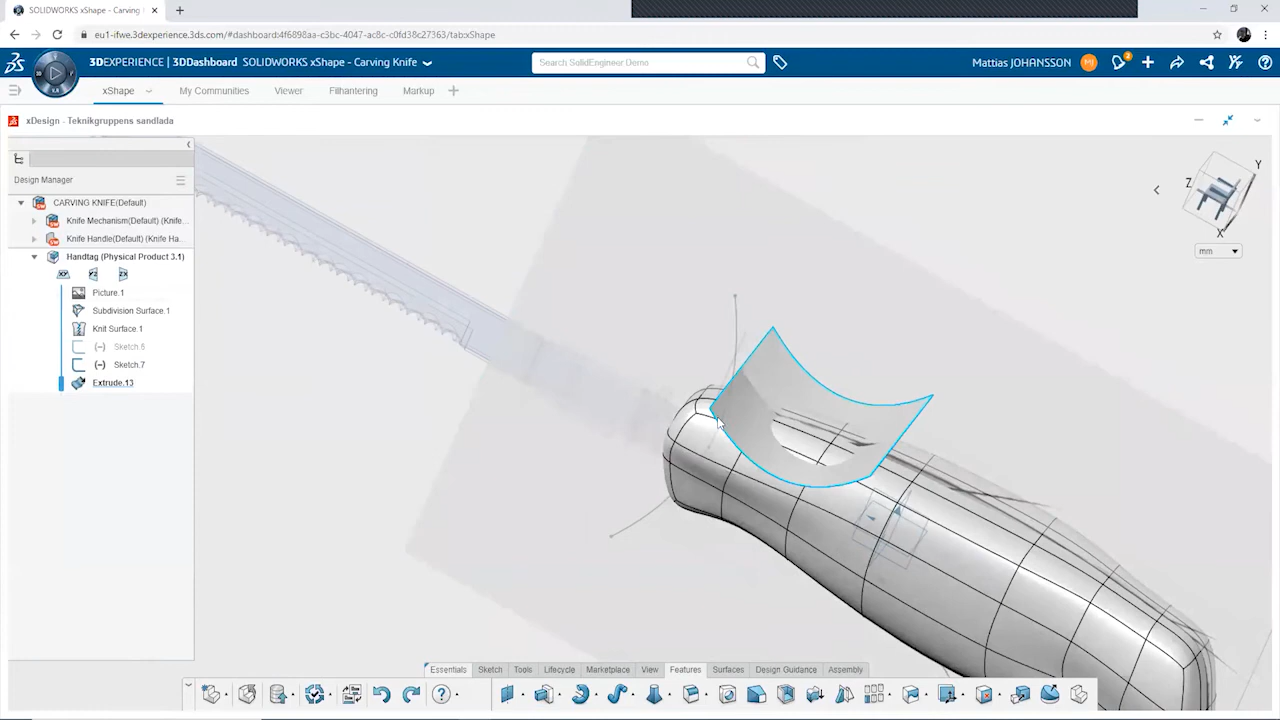 SOLIDWORKS xShape - Carving
eu1-ifwe.3dexperience.3ds.com/#dashboard:4f6898aa-c3bc-4047-ac8c-c0fd38c27363/tab:xShape
3DEXPERIENCE | 3DDashboard SOLIDWORKS xShape - Carving Knife
Search SolidEngineer Demo
Mattias JOHANSSON
MJ
2
xShape
My Communities
Viewer
Filhantering
Markup
xDesign - Teknikgruppens sandlada
Design Manager
CARVING KNIFE(Default)
Knife Mechanism(Default) (Knife...
Knife Handle(Default) (Knife Ha...
Handtag (Physical Product 3.1)
Picture.1
Subdivision Surface.1
Knit Surface.1
(-) Sketch.6
(-) Sketch.7
Extrude.13
Y
Z
X
mm
Essentials
Sketch
Tools
Lifecycle
Marketplace
View
Features
Surfaces
Design Guidance
Assembly